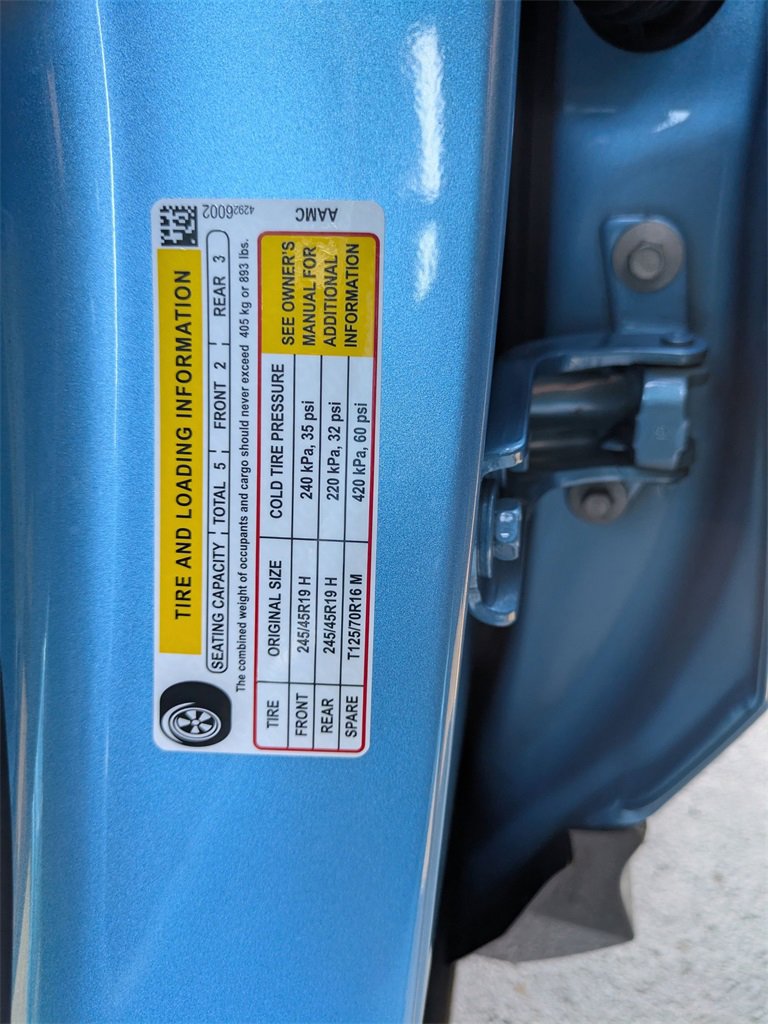 TIRE AND LOADING INFORMATION
SEATING CAPACITY TOTAL 5 FRONT 2 REAR 3
The combined weight of occupants and cargo should never exceed 405 kg or 893 lbs.
TIRE ORIGINAL SIZE COLD TIRE PRESSURE SEE OWNER'S MANUAL FOR ADDITIONAL INFORMATION
FRONT 245/45R19 H 240 kPa, 35 psi
REAR 245/45R19 H 220 kPa, 32 psi
SPARE T125/70R16 M 420 kPa, 60 psi
42926002
AAMC